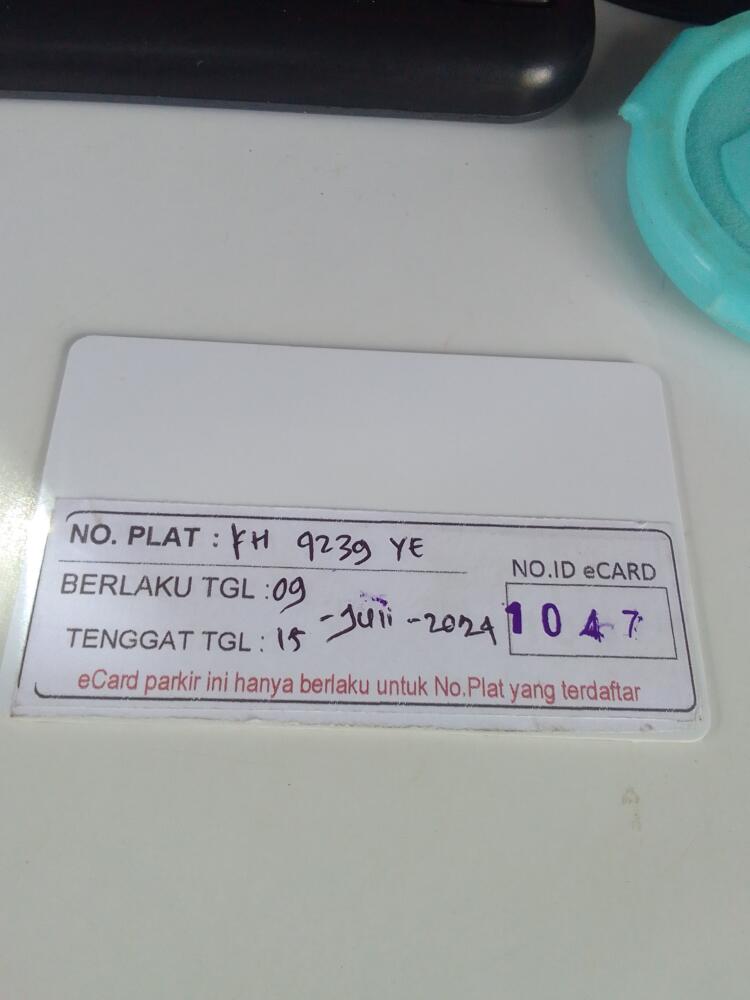 NO. PLAT : KH 9239 YE
NO.ID eCARD
BERLAKU TGL : 09
- Juli - 2024
1047
TENGGAT TGL : 15
eCard parkir ini hanya berlaku untuk No.Plat yang terdaftar